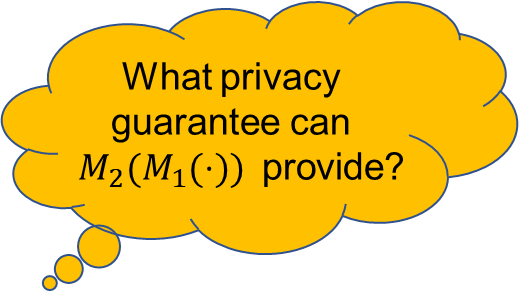 What privacy
guarantee can
𝑀₂(𝑀₁(·)) provide?